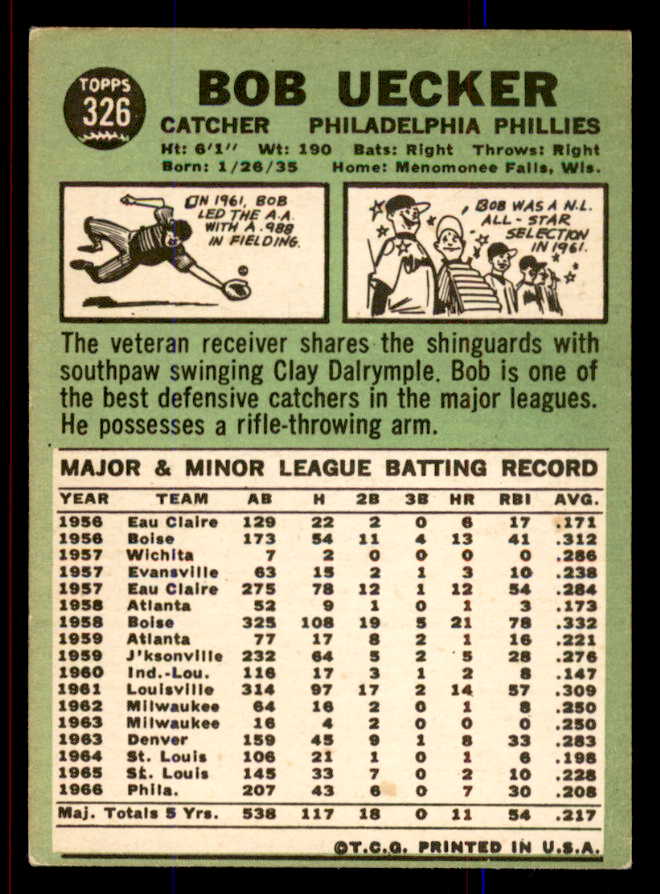 TOPPS
326
BOB UECKER
CATCHER PHILADELPHIA PHILLIES
Ht: 6'1" Wt: 190 Bats: Right Throws: Right
Born: 1/26/35 Home: Menomonee Falls, Wis.
ON 1961, BOB
LED THE A.A.
WITH A .988
IN FIELDING.
BOB WAS A N.L.
ALL-STAR
SELECTION
IN 1961.
The veteran receiver shares the shinguards with
southpaw swinging Clay Dalrymple. Bob is one of
the best defensive catchers in the major leagues.
He possesses a rifle-throwing arm.
MAJOR & MINOR LEAGUE BATTING RECORD
YEAR TEAM AB H 2B 3B HR RBI AVG.
1956 Eau Claire 129 22 2 0 6 17 .171
1956 Boise 173 54 11 4 13 41 .312
1957 Wichita 7 2 0 0 0 0 .286
1957 Evansville 63 15 2 1 3 10 .238
1957 Eau Claire 275 78 12 1 12 54 .284
1958 Atlanta 52 9 1 0 1 3 .173
1958 Boise 325 108 19 5 21 78 .332
1959 Atlanta 77 17 8 2 1 16 .221
1959 J'ksonville 232 64 5 2 5 28 .276
1960 Ind.-Lou. 116 17 3 1 2 8 .147
1961 Louisville 314 97 17 2 14 57 .309
1962 Milwaukee 64 16 2 0 1 8 .250
1963 Milwaukee 16 4 2 0 0 0 .250
1963 Denver 159 45 9 1 8 33 .283
1964 St. Louis 106 21 1 0 1 6 .198
1965 St. Louis 145 33 7 0 2 10 .228
1966 Phila. 207 43 6 0 7 30 .208
Maj. Totals 5 Yrs. 538 117 18 0 11 54 .217
©T.C.G. PRINTED IN U.S.A.